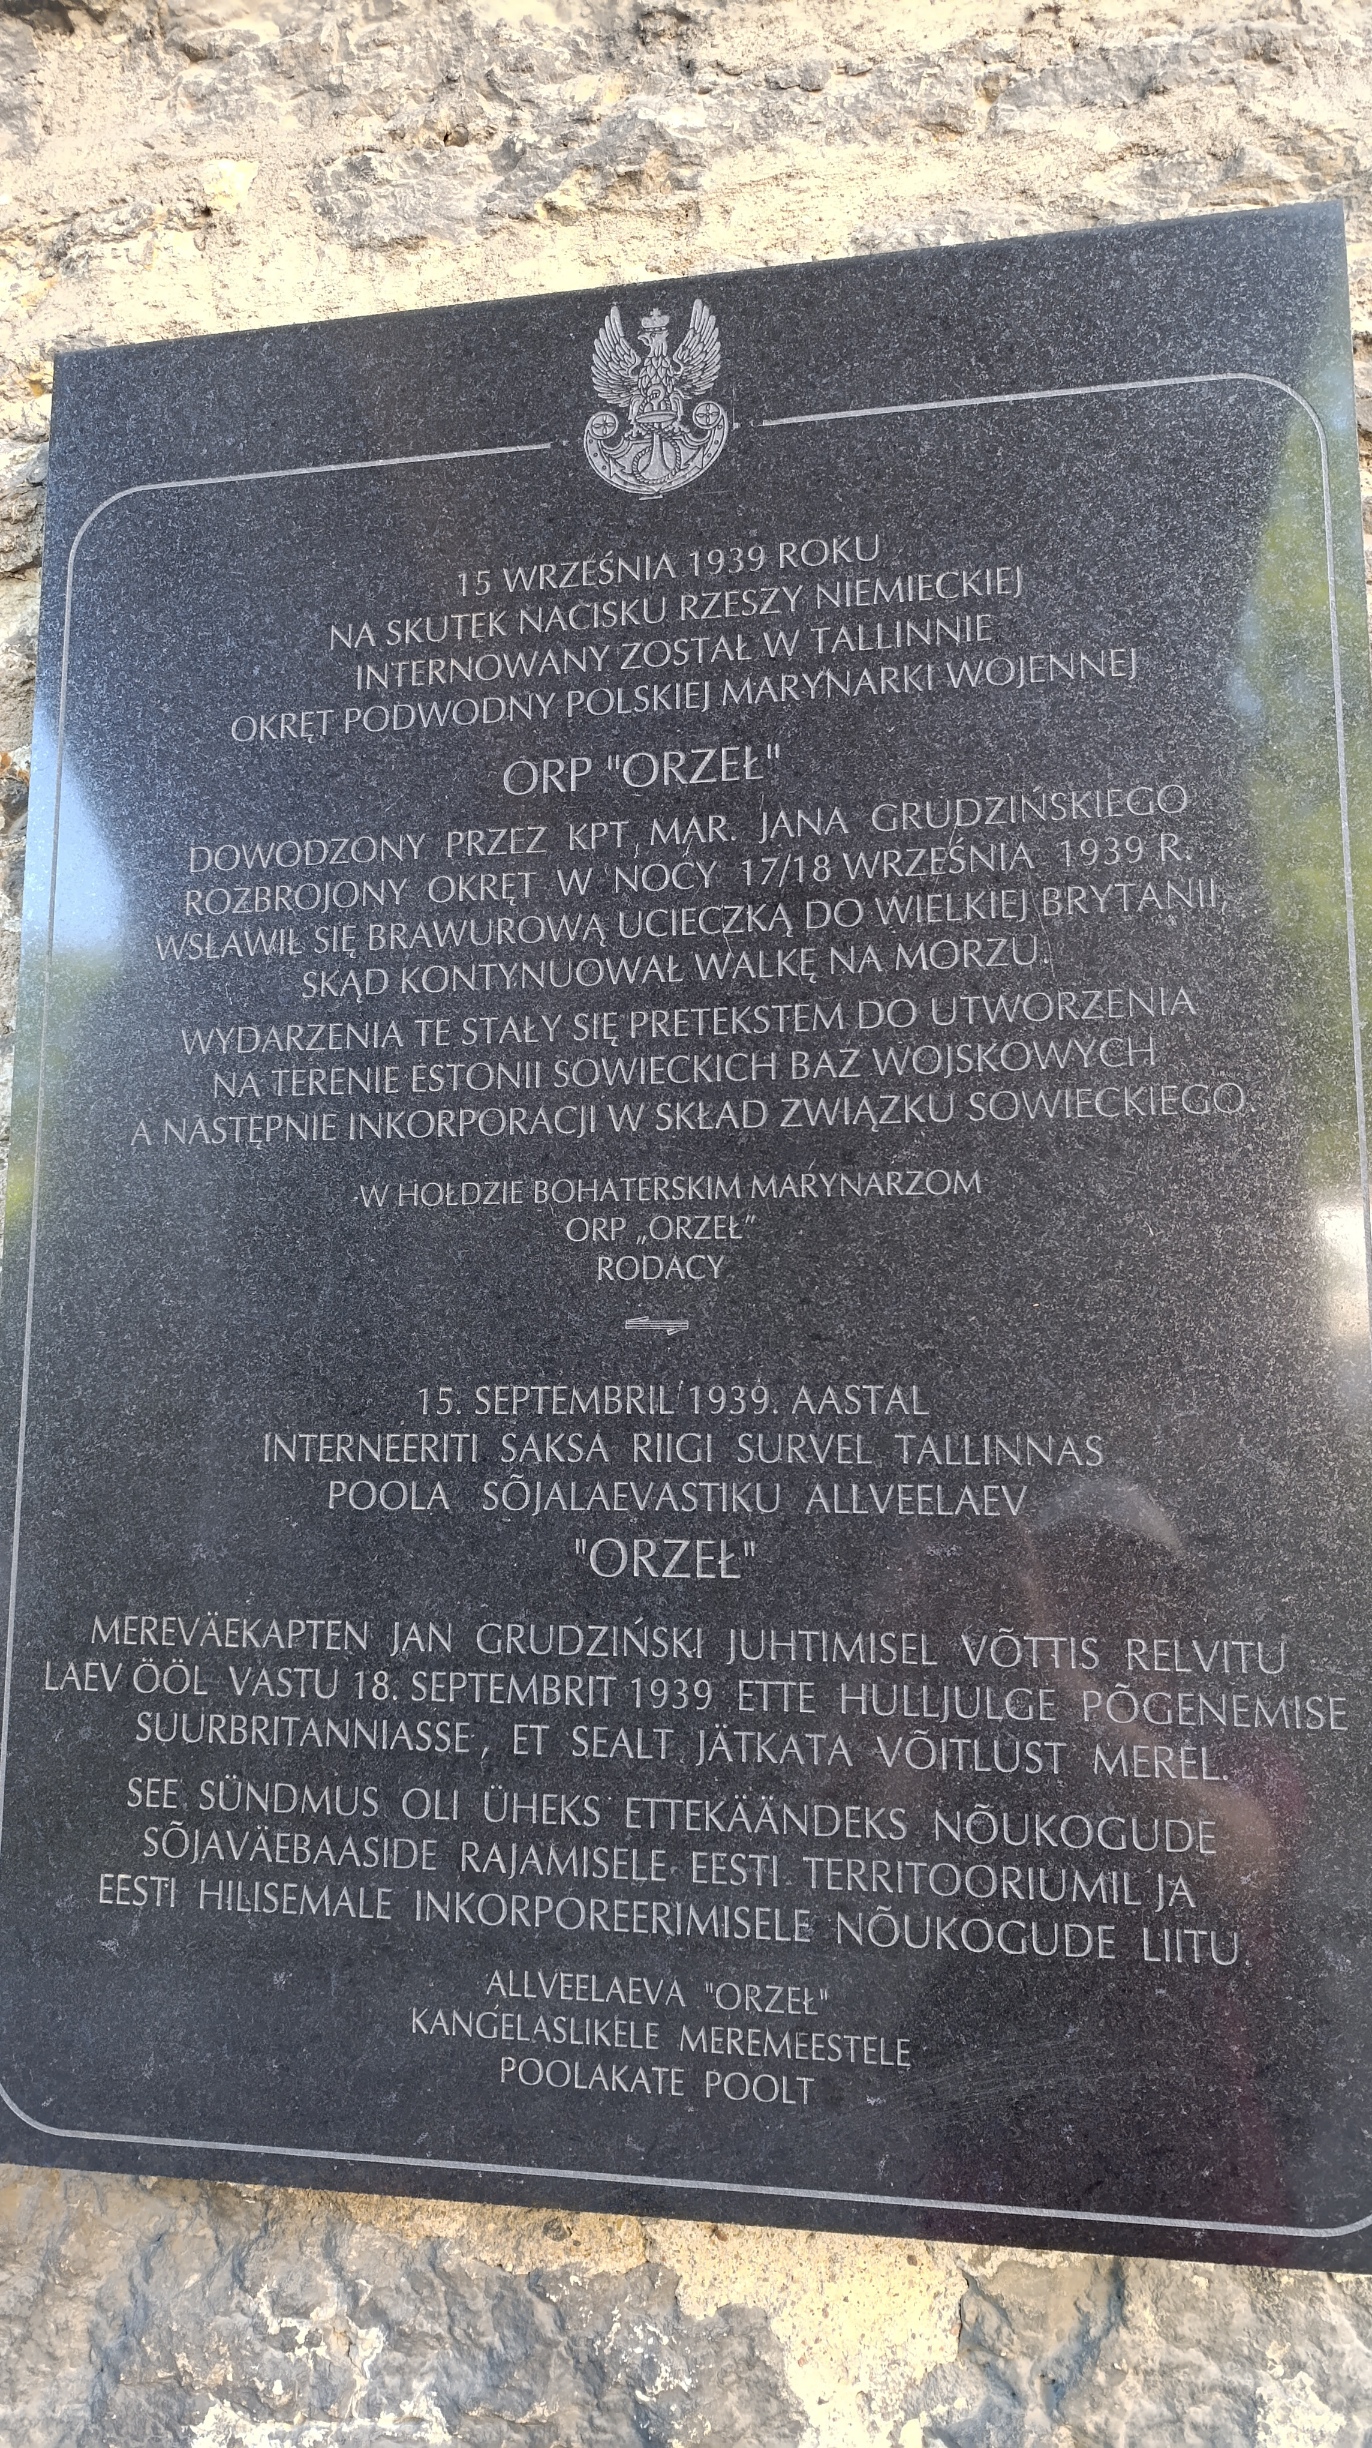 15 WRZEŚNIA 1939 ROKU
NA SKUTEK NACISKU RZESZY NIEMIECKIEJ
INTERNOWANY ZOSTAŁ W TALLINNIE
OKRĘT PODWODNY POLSKIEJ MARYNARKI WOJENNEJ
ORP "ORZEŁ"
DOWODZONY PRZEZ KPT. MAR. JANA GRUDZIŃSKIEGO
ROZBROJONY OKRĘT W NOCY 17/18 WRZEŚNIA 1939 R.
WSŁAWIŁ SIĘ BRAWUROWĄ UCIECZKĄ DO WIELKIEJ BRYTANII,
SKĄD KONTYNUOWAŁ WALKĘ NA MORZU.
WYDARZENIA TE STAŁY SIĘ PRETEKSTEM DO UTWORZENIA
NA TERENIE ESTONII SOWIECKICH BAZ WOJSKOWYCH
A NASTĘPNIE INKORPORACJI W SKŁAD ZWIĄZKU SOWIECKIEGO.
W HOŁDZIE BOHATERSKIM MARYNARZOM
ORP „ORZEŁ”
RODACY
15. SEPTEMBRIL 1939. AASTAL
INTERNEERITI SAKSA RIIGI SURVEL TALLINNAS
POOLA SÕJALAEVASTIKU ALLVEELAEV
"ORZEŁ"
MEREVÄEKAPTEN JAN GRUDZIŃSKI JUHTIMISEL VÕTTIS RELVITU
LAEV ÖÖL VASTU 18. SEPTEMBRIT 1939 ETTE HULLJULGE PÕGENEMISE
SUURBRITANNIASSE, ET SEALT JÄTKATA VÕITLUST MEREL.
SEE SÜNDMUS OLI ÜHEKS ETTEKÄÄNDEKS NÕUKOGUDE
SÕJAVÄEBAASIDE RAJAMISELE EESTI TERRITOORIUMIL JA
EESTI HILISEMALE INKORPOREERIMISELE NÕUKOGUDE LIITU.
ALLVEELAEVA "ORZEŁ"
KANGELASLIKELE MEREMEESTELE
POOLAKATE POOLT